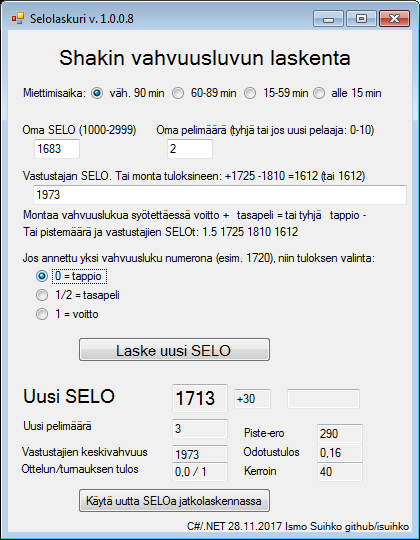 Selolaskuri v. 1.0.0.8
Shakin vahvuusluvun laskenta
Miettimisaika: väh. 90 min 60-89 min 15-59 min alle 15 min
Oma SELO (1000-2999) Oma pelimäärä (tyhjä tai jos uusi pelaaja: 0-10)
1683 2
Vastustajan SELO. Tai monta tuloksineen: +1725 -1810 =1612 (tai 1612)
1973
Montaa vahvuuslukua syötettäessä voitto + tasapeli = tai tyhjä tappio -
Tai pistemäärä ja vastustajien SELOt: 1.5 1725 1810 1612
Jos annettu yksi vahvuusluku numerona (esim. 1720), niin tuloksen valinta:
0 = tappio
1/2 = tasapeli
1 = voitto
Laske uusi SELO
Uusi SELO 1713 +30
Uusi pelimäärä 3 Piste-ero 290
Vastustajien keskivahvuus 1973 Odotustulos 0,16
Ottelun/turnauksen tulos 0,0 / 1 Kerroin 40
Käytä uutta SELOa jatkolaskennassa
C#/.NET 28.11.2017 Ismo Suihko github/isuihko